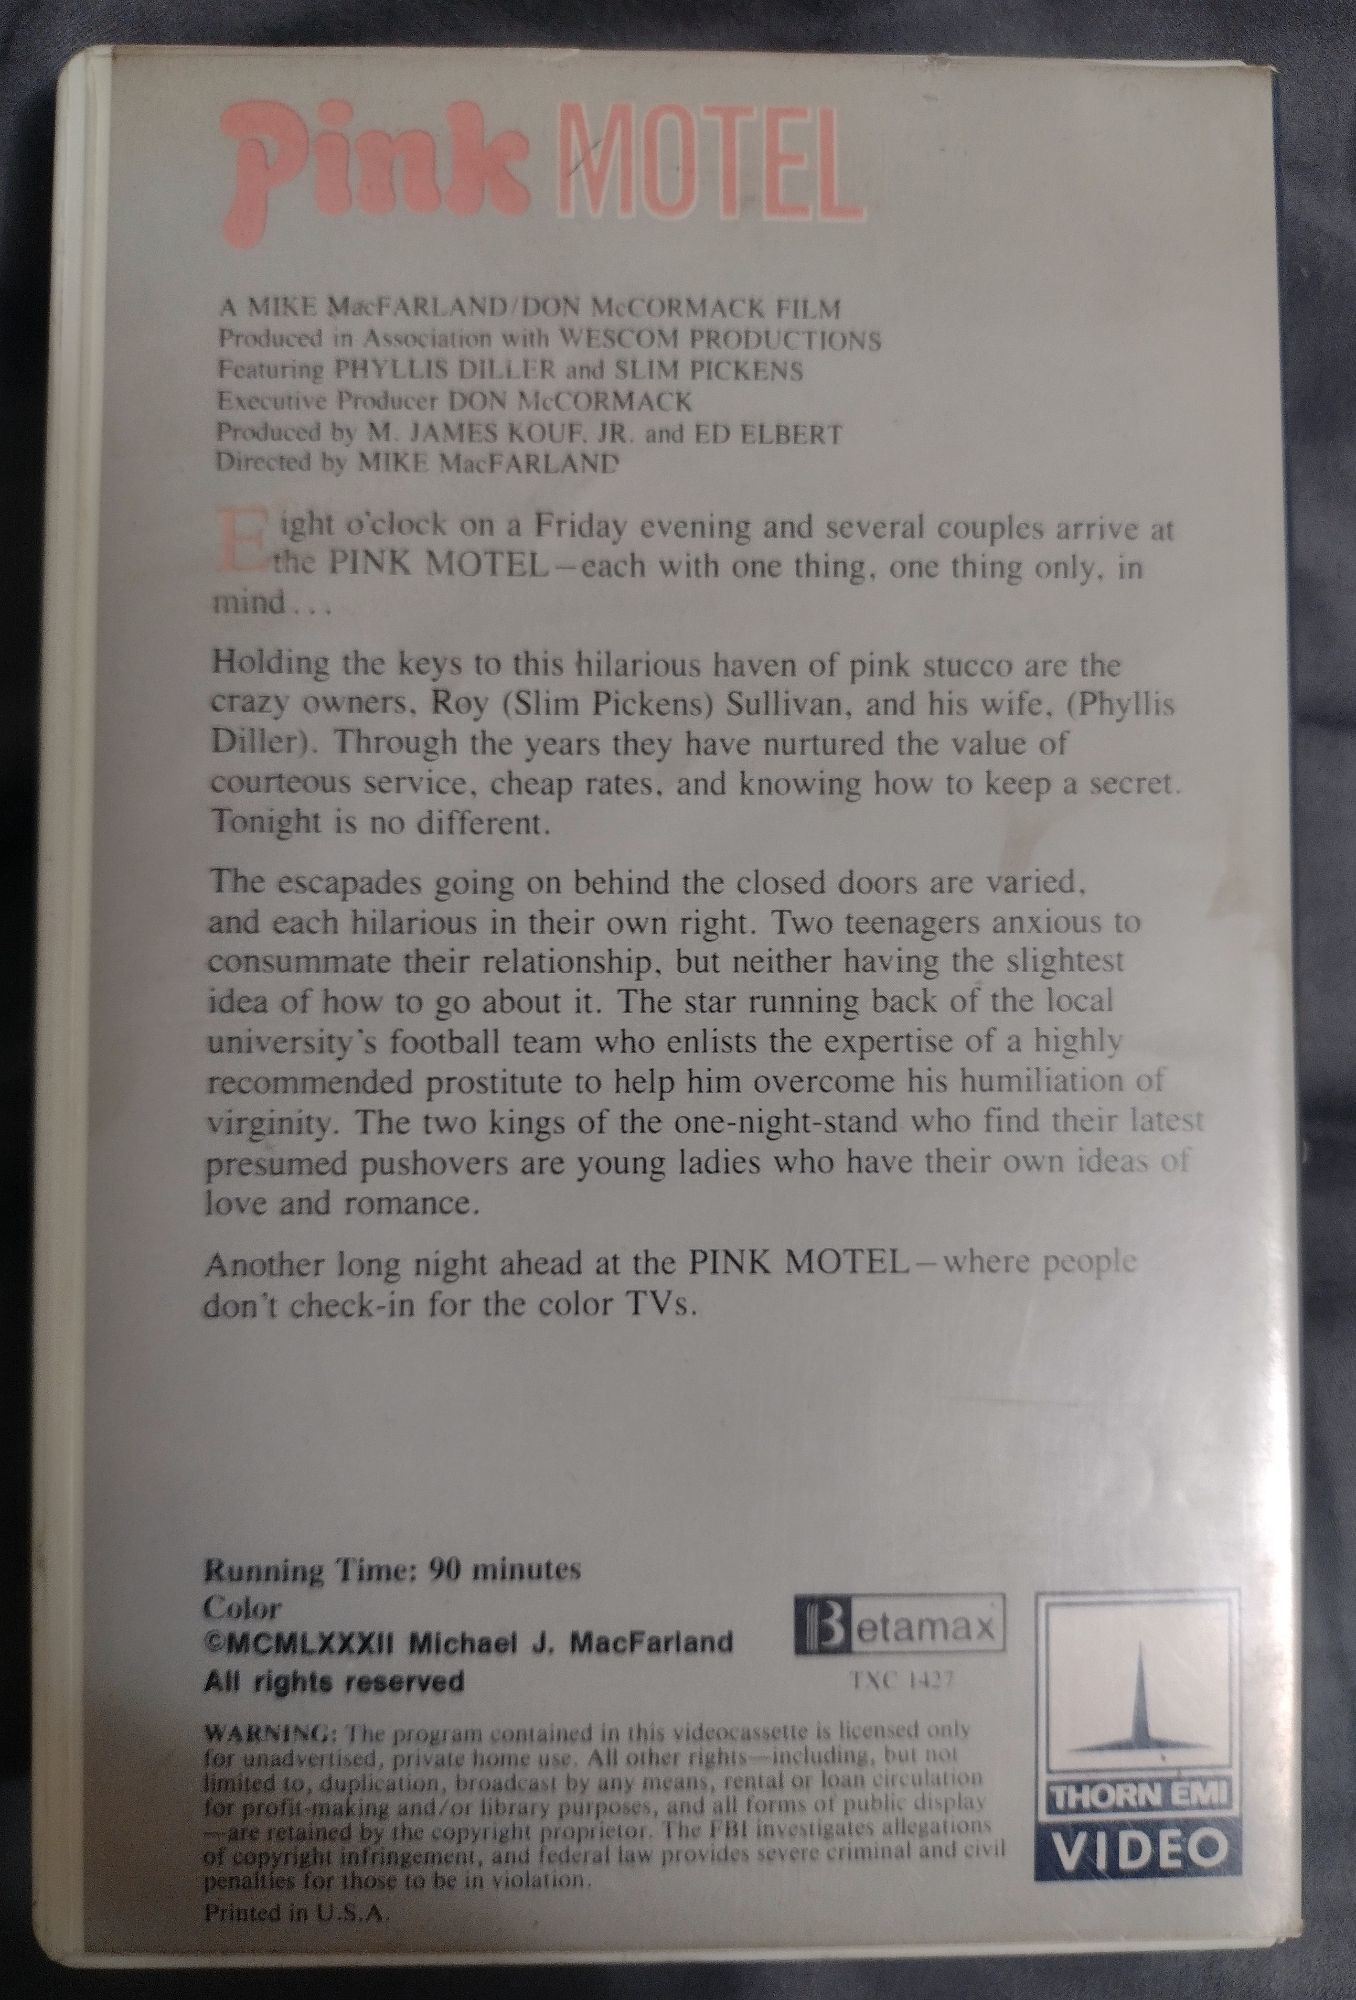 Pink MOTEL
A MIKE MacFARLAND/DON McCORMACK FILM
Produced in Association with WESCOM PRODUCTIONS
Featuring PHYLLIS DILLER and SLIM PICKENS
Executive Producer DON McCORMACK
Produced by M. JAMES KOUF, JR. and ED ELBERT
Directed by MIKE MacFARLAND
Eight o'clock on a Friday evening and several couples arrive at
the PINK MOTEL—each with one thing, one thing only, in
mind...
Holding the keys to this hilarious haven of pink stucco are the
crazy owners, Roy (Slim Pickens) Sullivan, and his wife, (Phyllis
Diller). Through the years they have nurtured the value of
courteous service, cheap rates, and knowing how to keep a secret.
Tonight is no different.
The escapades going on behind the closed doors are varied,
and each hilarious in their own right. Two teenagers anxious to
consummate their relationship, but neither having the slightest
idea of how to go about it. The star running back of the local
university's football team who enlists the expertise of a highly
recommended prostitute to help him overcome his humiliation of
virginity. The two kings of the one-night-stand who find their latest
presumed pushovers are young ladies who have their own ideas of
love and romance.
Another long night ahead at the PINK MOTEL—where people
don't check-in for the color TVs.
Running Time: 90 minutes
Color
©MCMLXXXII Michael J. MacFarland
All rights reserved
Betamax
TXC 1427
WARNING: The program contained in this videocassette is licensed only
for unadvertised, private home use. All other rights—including, but not
limited to, duplication, broadcast by any means, rental or loan circulation
for profit-making and/or library purposes, and all forms of public display
—are retained by the copyright proprietor. The FBI investigates allegations
of copyright infringement, and federal law provides severe criminal and civil
penalties for those to be in violation.
Printed in U.S.A.
THORN EMI
VIDEO